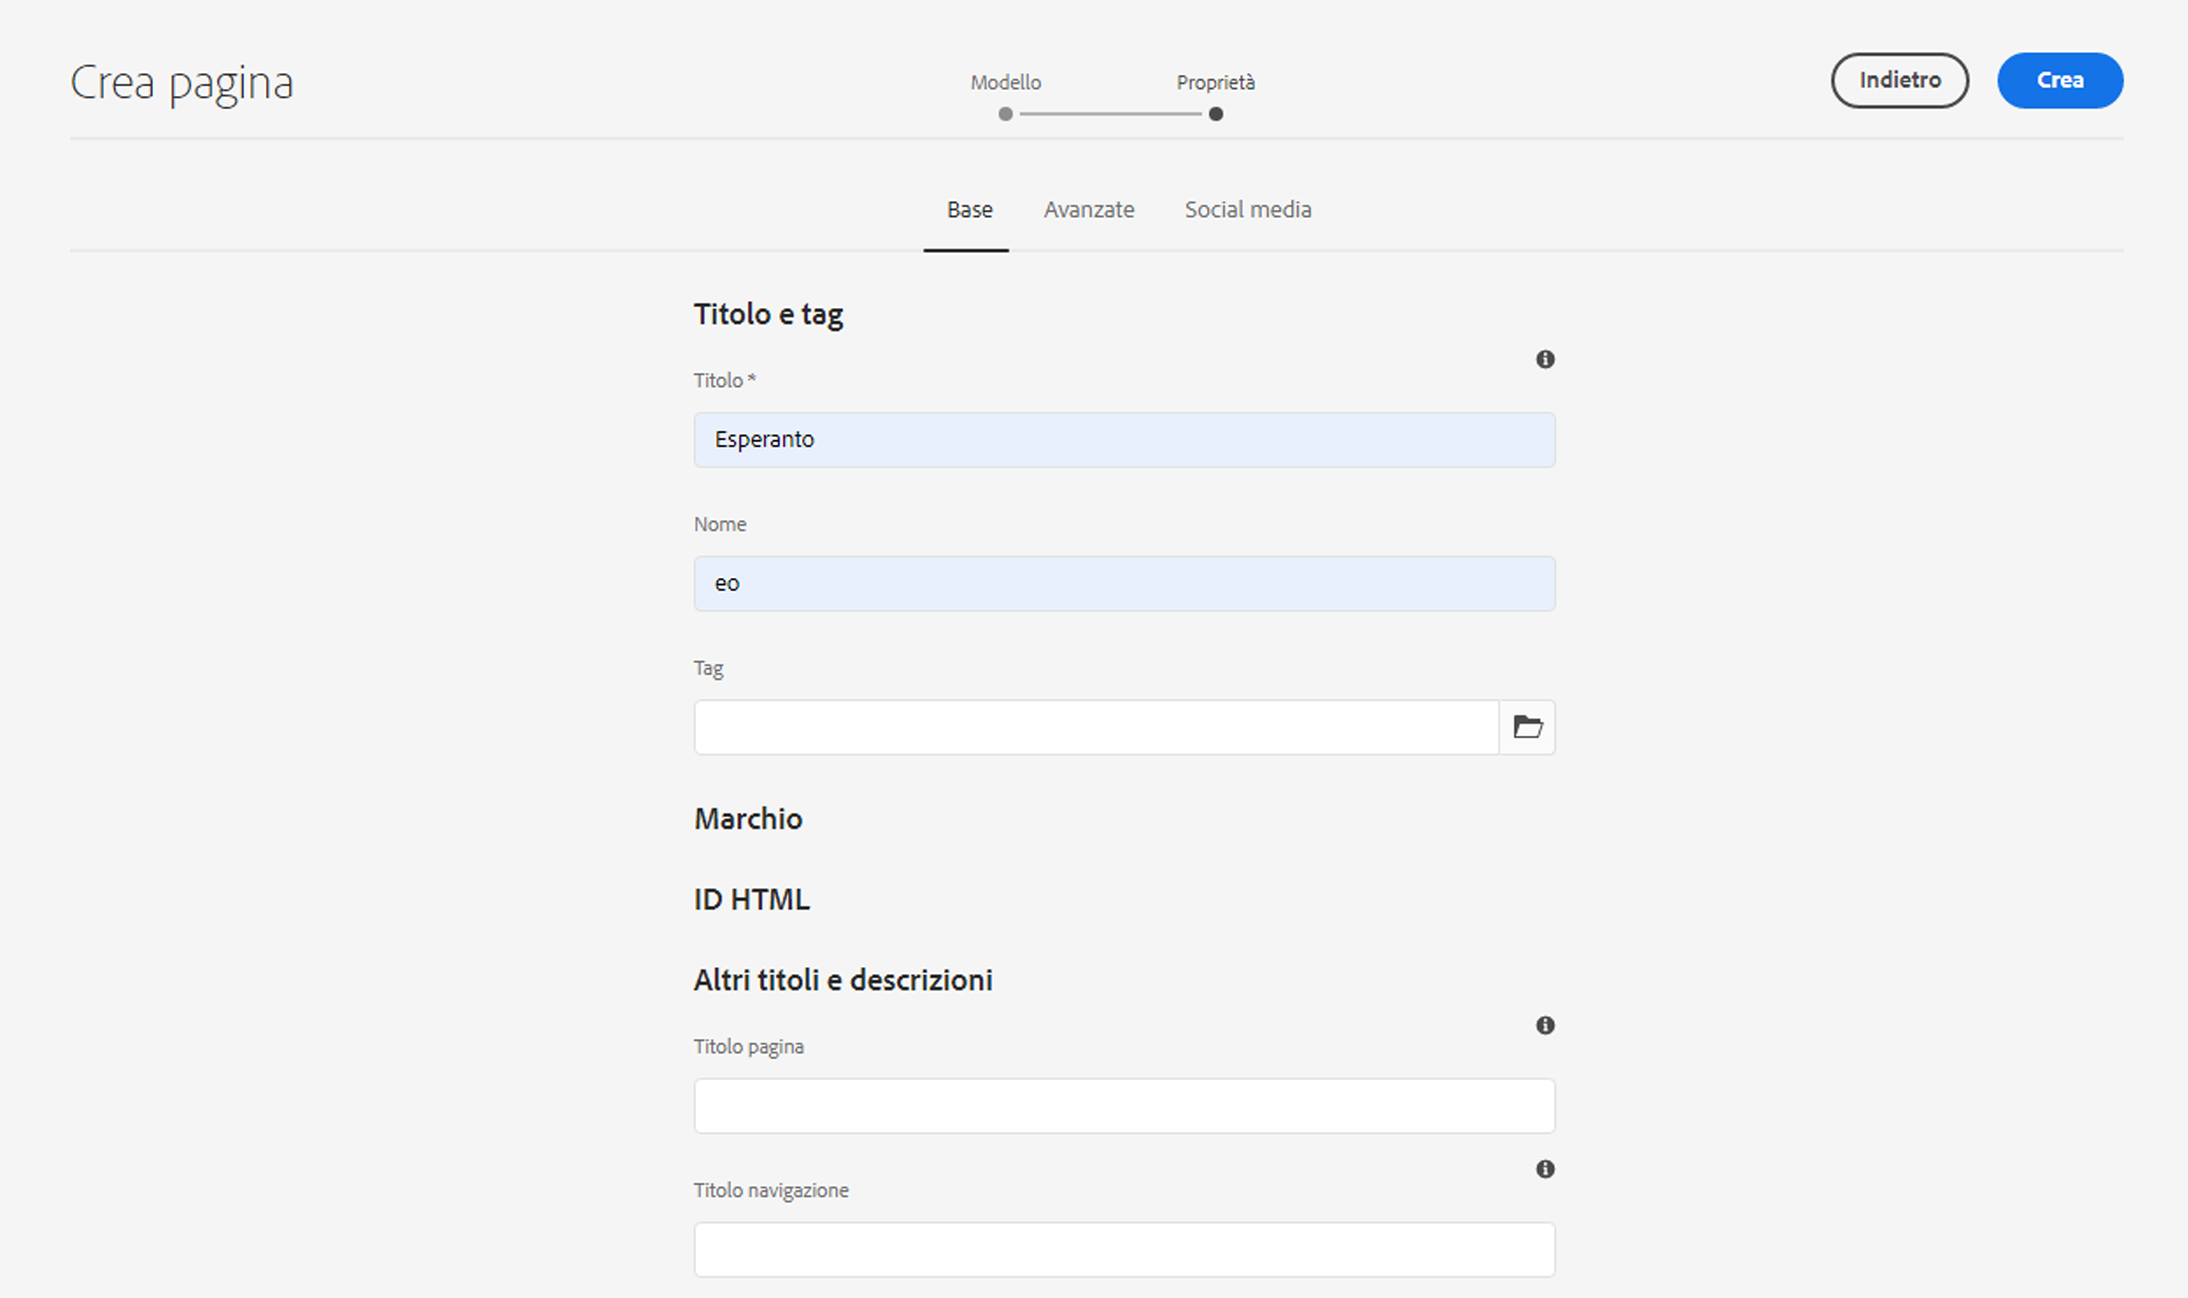 Crea pagina
Modello
Proprietà
Indietro
Crea
Base
Avanzate
Social media
Titolo e tag
Titolo *
Esperanto
Nome
eo
Tag
Marchio
ID HTML
Altri titoli e descrizioni
Titolo pagina
Titolo navigazione